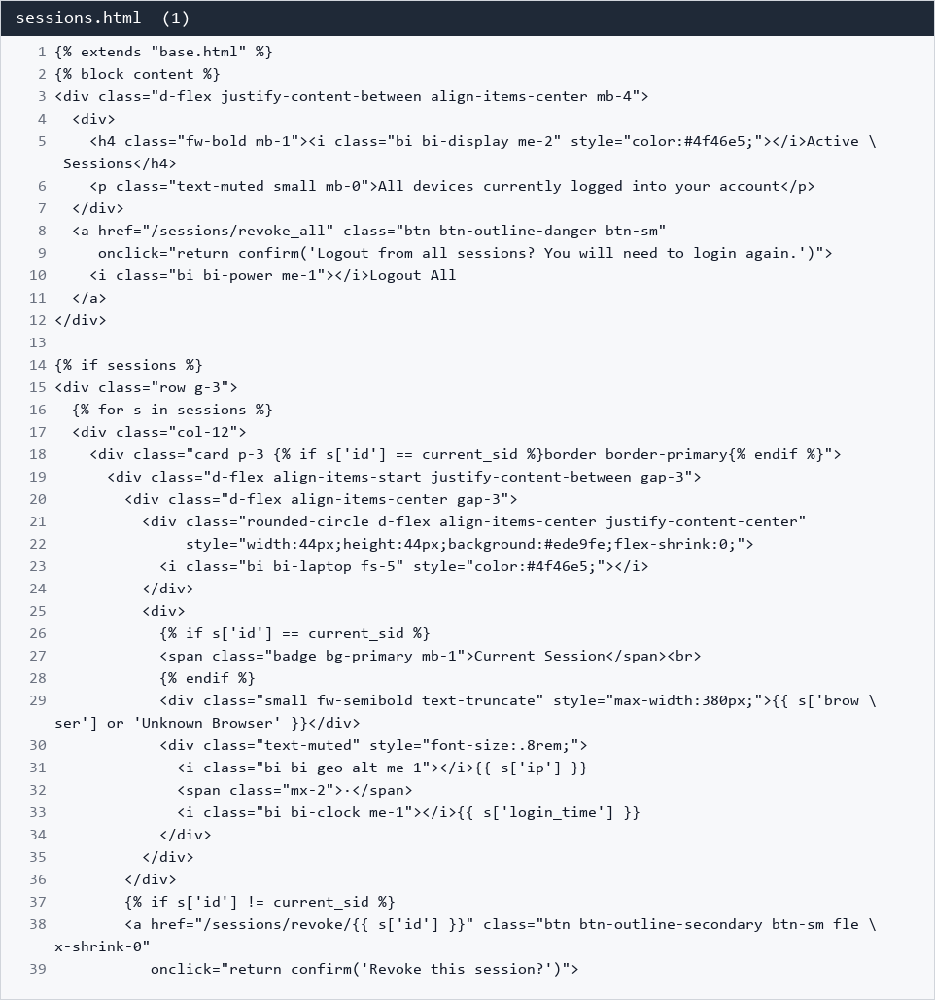 sessions.html  (1)
1 {% extends "base.html" %}
2 {% block content %}
3 <div class="d-flex justify-content-between align-items-center mb-4">
4   <div>
5     <h4 class="fw-bold mb-1"><i class="bi bi-display me-2" style="color:#4f46e5;"></i>Active \
 Sessions</h4>
6     <p class="text-muted small mb-0">All devices currently logged into your account</p>
7   </div>
8   <a href="/sessions/revoke_all" class="btn btn-outline-danger btn-sm"
9      onclick="return confirm('Logout from all sessions? You will need to login again.')">
10     <i class="bi bi-power me-1"></i>Logout All
11   </a>
12 </div>
13
14 {% if sessions %}
15 <div class="row g-3">
16   {% for s in sessions %}
17   <div class="col-12">
18     <div class="card p-3 {% if s['id'] == current_sid %}border border-primary{% endif %}">
19       <div class="d-flex align-items-start justify-content-between gap-3">
20         <div class="d-flex align-items-center gap-3">
21           <div class="rounded-circle d-flex align-items-center justify-content-center"
22                style="width:44px;height:44px;background:#ede9fe;flex-shrink:0;">
23             <i class="bi bi-laptop fs-5" style="color:#4f46e5;"></i>
24           </div>
25           <div>
26             {% if s['id'] == current_sid %}
27             <span class="badge bg-primary mb-1">Current Session</span><br>
28             {% endif %}
29             <div class="small fw-semibold text-truncate" style="max-width:380px;">{{ s['brow \
ser'] or 'Unknown Browser' }}</div>
30             <div class="text-muted" style="font-size:.8rem;">
31               <i class="bi bi-geo-alt me-1"></i>{{ s['ip'] }}
32               <span class="mx-2">·</span>
33               <i class="bi bi-clock me-1"></i>{{ s['login_time'] }}
34             </div>
35           </div>
36         </div>
37         {% if s['id'] != current_sid %}
38         <a href="/sessions/revoke/{{ s['id'] }}" class="btn btn-outline-secondary btn-sm fle \
x-shrink-0"
39            onclick="return confirm('Revoke this session?')">